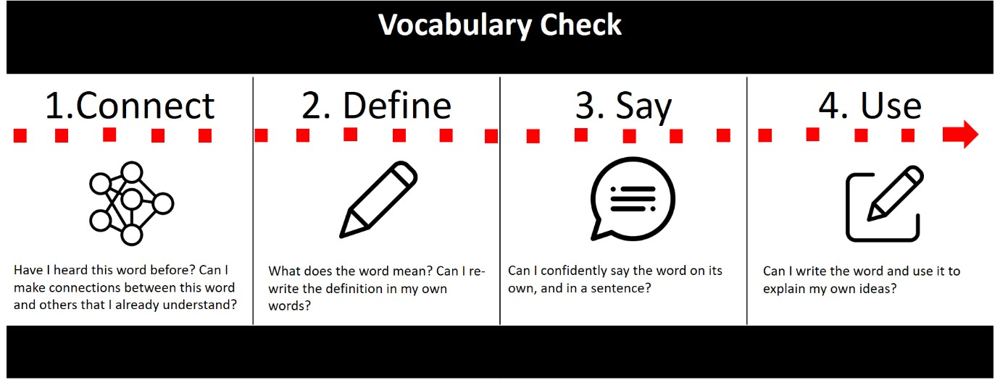 Vocabulary Check
1.Connect
Have I heard this word before? Can I
make connections between this word
and others that I already understand?
2. Define
What does the word mean? Can I re-
write the definition in my own
words?
3. Say
Can I confidently say the word on its
own, and in a sentence?
4. Use
Can I write the word and use it to
explain my own ideas?